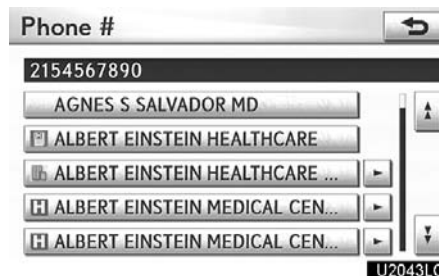 Phone #
2154567890
AGNES S SALVADOR MD
ALBERT EINSTEIN HEALTHCARE
ALBERT EINSTEIN HEALTHCARE ...
ALBERT EINSTEIN MEDICAL CEN...
ALBERT EINSTEIN MEDICAL CEN...
U2043LC